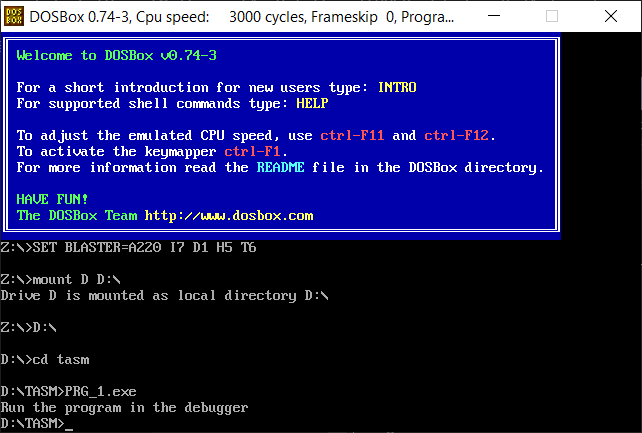 DOSBox 0.74-3, Cpu speed:    3000 cycles, Frameskip  0, Progra...
Welcome to DOSBox v0.74-3
For a short introduction for new users type: INTRO
For supported shell commands type: HELP
To adjust the emulated CPU speed, use ctrl-F11 and ctrl-F12.
To activate the keymapper ctrl-F1.
For more information read the README file in the DOSBox directory.
HAVE FUN!
The DOSBox Team http://www.dosbox.com
Z:\>SET BLASTER=A220 I7 D1 H5 T6
Z:\>mount D D:\
Drive D is mounted as local directory D:\
Z:\>D:\
D:\>cd tasm
D:\TASM>PRG_1.exe
Run the program in the debugger
D:\TASM>_